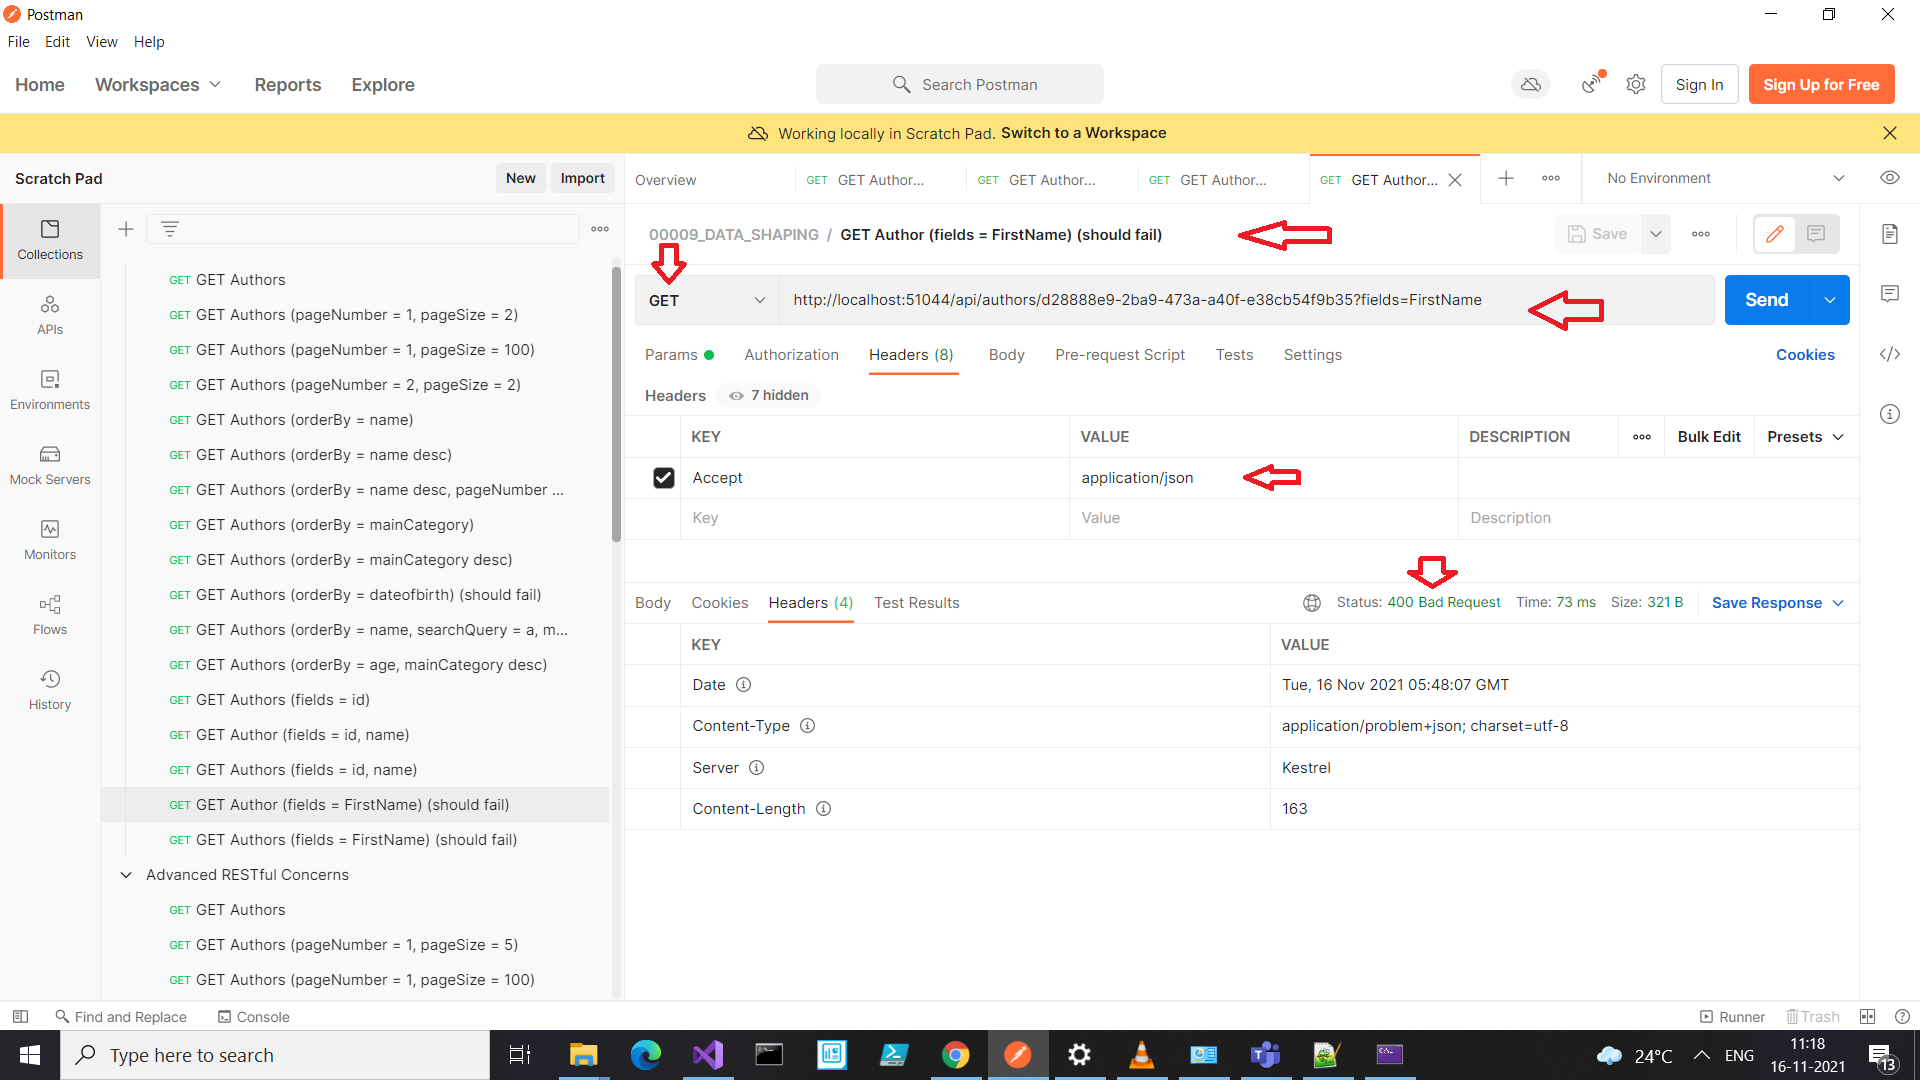 Postman
File Edit View Help
Home Workspaces Reports Explore Search Postman Sign In Sign Up for Free
Working locally in Scratch Pad. Switch to a Workspace
Scratch Pad New Import
Overview GET GET Author... GET GET Author... GET GET Author... GET GET Author... No Environment
00009_DATA_SHAPING / GET Author (fields = FirstName) (should fail) Save
GET http://localhost:51044/api/authors/d28888e9-2ba9-473a-a40f-e38cb54f9b35?fields=FirstName Send
Params Authorization Headers (8) Body Pre-request Script Tests Settings Cookies
Headers 7 hidden
KEY VALUE DESCRIPTION Bulk Edit Presets
Accept application/json
Key Value Description
Body Cookies Headers (4) Test Results Status: 400 Bad Request Time: 73 ms Size: 321 B Save Response
KEY VALUE
Date Tue, 16 Nov 2021 05:48:07 GMT
Content-Type application/problem+json; charset=utf-8
Server Kestrel
Content-Length 163
Collections
APIs
Environments
Mock Servers
Monitors
Flows
History
GET GET Authors
GET GET Authors (pageNumber = 1, pageSize = 2)
GET GET Authors (pageNumber = 1, pageSize = 100)
GET GET Authors (pageNumber = 2, pageSize = 2)
GET GET Authors (orderBy = name)
GET GET Authors (orderBy = name desc)
GET GET Authors (orderBy = name desc, pageNumber ...
GET GET Authors (orderBy = mainCategory)
GET GET Authors (orderBy = mainCategory desc)
GET GET Authors (orderBy = dateofbirth) (should fail)
GET GET Authors (orderBy = name, searchQuery = a, m...
GET GET Authors (orderBy = age, mainCategory desc)
GET GET Authors (fields = id)
GET GET Author (fields = id, name)
GET GET Authors (fields = id, name)
GET GET Author (fields = FirstName) (should fail)
GET GET Authors (fields = FirstName) (should fail)
Advanced RESTful Concerns
GET GET Authors
GET GET Authors (pageNumber = 1, pageSize = 5)
GET GET Authors (pageNumber = 1, pageSize = 100)
Find and Replace Console Runner Trash
Type here to search 24°C ENG 11:18
16-11-2021 13